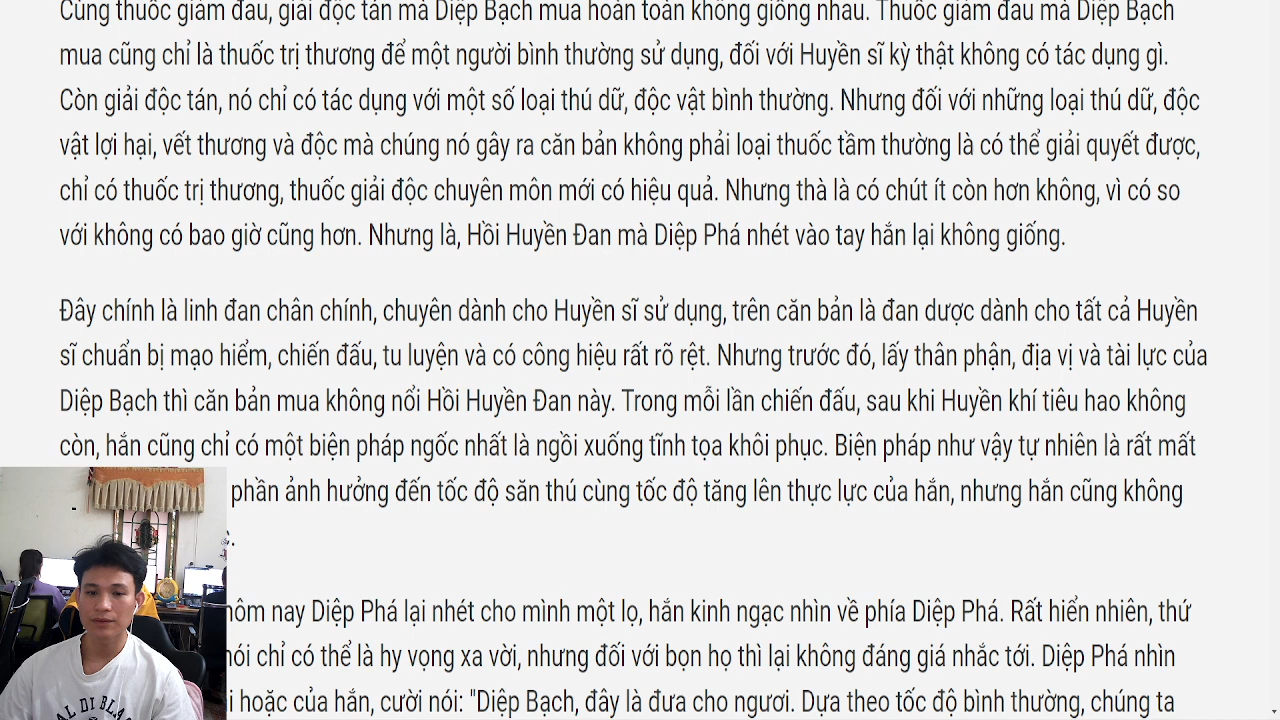 Cùng thuốc giảm đau, giải độc tán mà Diệp Bạch mua hoàn toàn không giống nhau. Thuốc giảm đau mà Diệp Bạch
mua cũng chỉ là thuốc trị thương để một người bình thường sử dụng, đối với Huyền sĩ kỳ thật không có tác dụng gì.
Còn giải độc tán, nó chỉ có tác dụng với một số loại thú dữ, độc vật bình thường. Nhưng đối với những loại thú dữ, độc
vật lợi hại, vết thương và độc mà chúng nó gây ra căn bản không phải loại thuốc tầm thường là có thể giải quyết được,
chỉ có thuốc trị thương, thuốc giải độc chuyên môn mới có hiệu quả. Nhưng thà là có chút ít còn hơn không, vì có so
với không có bao giờ cũng hơn. Nhưng là, Hồi Huyền Đan mà Diệp Phá nhét vào tay hắn lại không giống.
Đây chính là linh đan chân chính, chuyên dành cho Huyền sĩ sử dụng, trên căn bản là đan dược dành cho tất cả Huyền
sĩ chuẩn bị mạo hiểm, chiến đấu, tu luyện và có công hiệu rất rõ rệt. Nhưng trước đó, lấy thân phận, địa vị và tài lực của
Diệp Bạch thì căn bản mua không nổi Hồi Huyền Đan này. Trong mỗi lần chiến đấu, sau khi Huyền khí tiêu hao không
còn, hắn cũng chỉ có một biện pháp ngốc nhất là ngồi xuống tĩnh tọa khôi phục. Biện pháp như vậy tự nhiên là rất mất
phần ảnh hưởng đến tốc độ săn thú cùng tốc độ tăng lên thực lực của hắn, nhưng hắn cũng không
nay Diệp Phá lại nhét cho mình một lọ, hắn kinh ngạc nhìn về phía Diệp Phá. Rất hiển nhiên, thứ
chỉ có thể là hy vọng xa vời, nhưng đối với bọn họ thì lại không đáng giá nhắc tới. Diệp Phá nhìn
hoặc của hắn, cười nói: "Diệp Bạch, đây là đưa cho ngươi. Dựa theo tốc độ bình thường, chúng ta